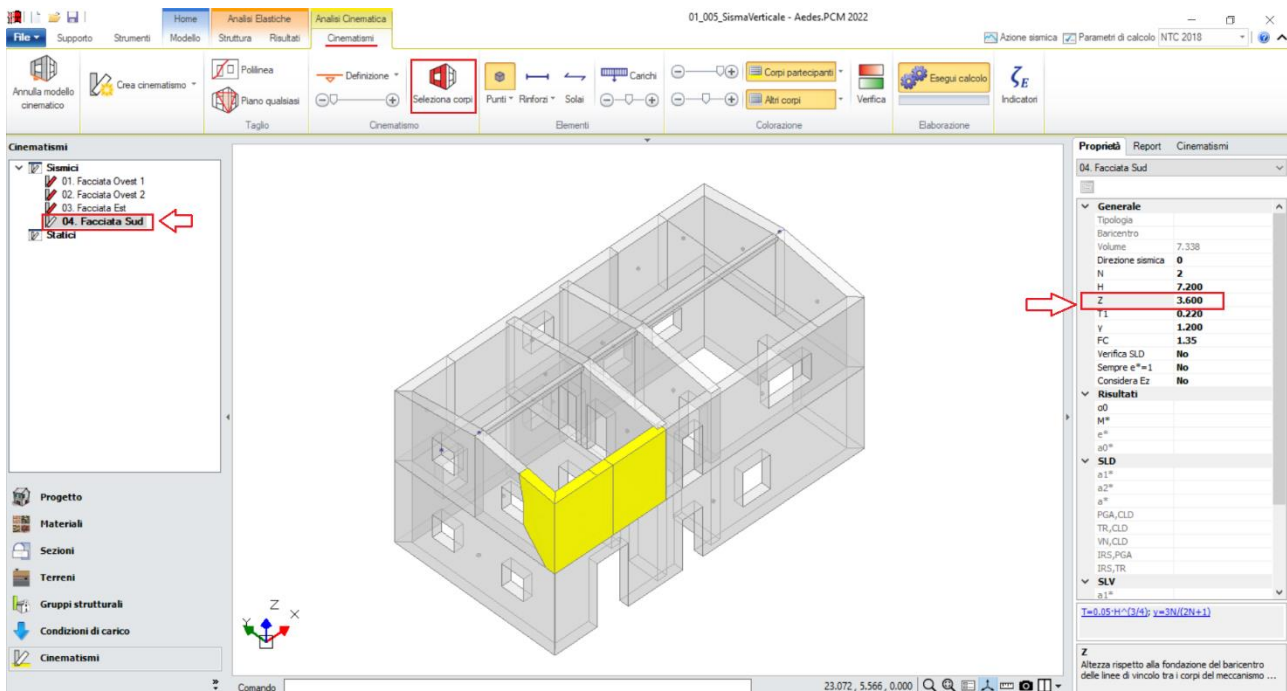 01_005_SismaVerticale - Aedes.PCM 2022
Home
Analisi Elastiche
Analisi Cinematica
File
Supporto
Strumenti
Modello
Struttura
Risultati
Cinematismi
Azione sismica
Parametri di calcolo
NTC 2018
Annulla modello
cinematico
Crea cinematismo
Polilinea
Piano qualsiasi
Taglio
Definizione
Seleziona corpi
Cinematismo
Punti
Rinforzi
Solai
Carichi
Elementi
Corpi partecipanti
Altri corpi
Verifica
Colorazione
Esegui calcolo
Elaborazione
ζE
Indicatori
Cinematismi
Sismici
01. Facciata Ovest 1
02. Facciata Ovest 2
03. Facciata Est
04. Facciata Sud
Statici
Progetto
Materiali
Sezioni
Terreni
Gruppi strutturali
Condizioni di carico
Cinematismi
Z
X
Y
Comando
23.072 , 5.566 , 0.000
Proprietà
Report
Cinematismi
04. Facciata Sud
Generale
Tipologia
Baricentro
Volume 7.338
Direzione sismica 0
N 2
H 7.200
Z 3.600
T1 0.220
γ 1.200
FC 1.35
Verifica SLD No
Sempre e*=1 No
Considera Ez No
Risultati
α0
M*
e*
a0*
SLD
a1*
a2*
a*
PGA,CLD
TR,CLD
VN,CLD
IRS,PGA
IRS,TR
SLV
a1*
T=0.05·H^(3/4); γ=3N/(2N+1)
Z
Altezza rispetto alla fondazione del baricentro
delle linee di vincolo tra i corpi del meccanismo ...